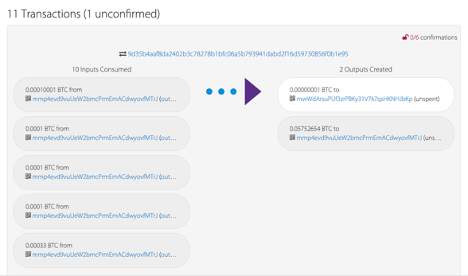 11 Transactions (1 unconfirmed)
0/6 confirmations
9d35b4aaf8da2402b3c78278b1bfc06a5b793941dabd2f16d59730856f0b1e95
10 Inputs Consumed
2 Outputs Created
0.00010001 BTC from
mmp4evd9vuUeW2bmcPmEmACdwyovfMTrJ (out…
0.0001 BTC from
mmp4evd9vuUeW2bmcPmEmACdwyovfMTrJ (out…
0.0001 BTC from
mmp4evd9vuUeW2bmcPmEmACdwyovfMTrJ (out…
0.0001 BTC from
mmp4evd9vuUeW2bmcPmEmACdwyovfMTrJ (out…
0.00033 BTC from
mmp4evd9vuUeW2bmcPmEmACdwyovfMTrJ (out…
0.00000001 BTC to
(unspent)
0.05752654 BTC to
mmp4evd9vuUeW2bmcPmEmACdwyovfMTrJ (uns…